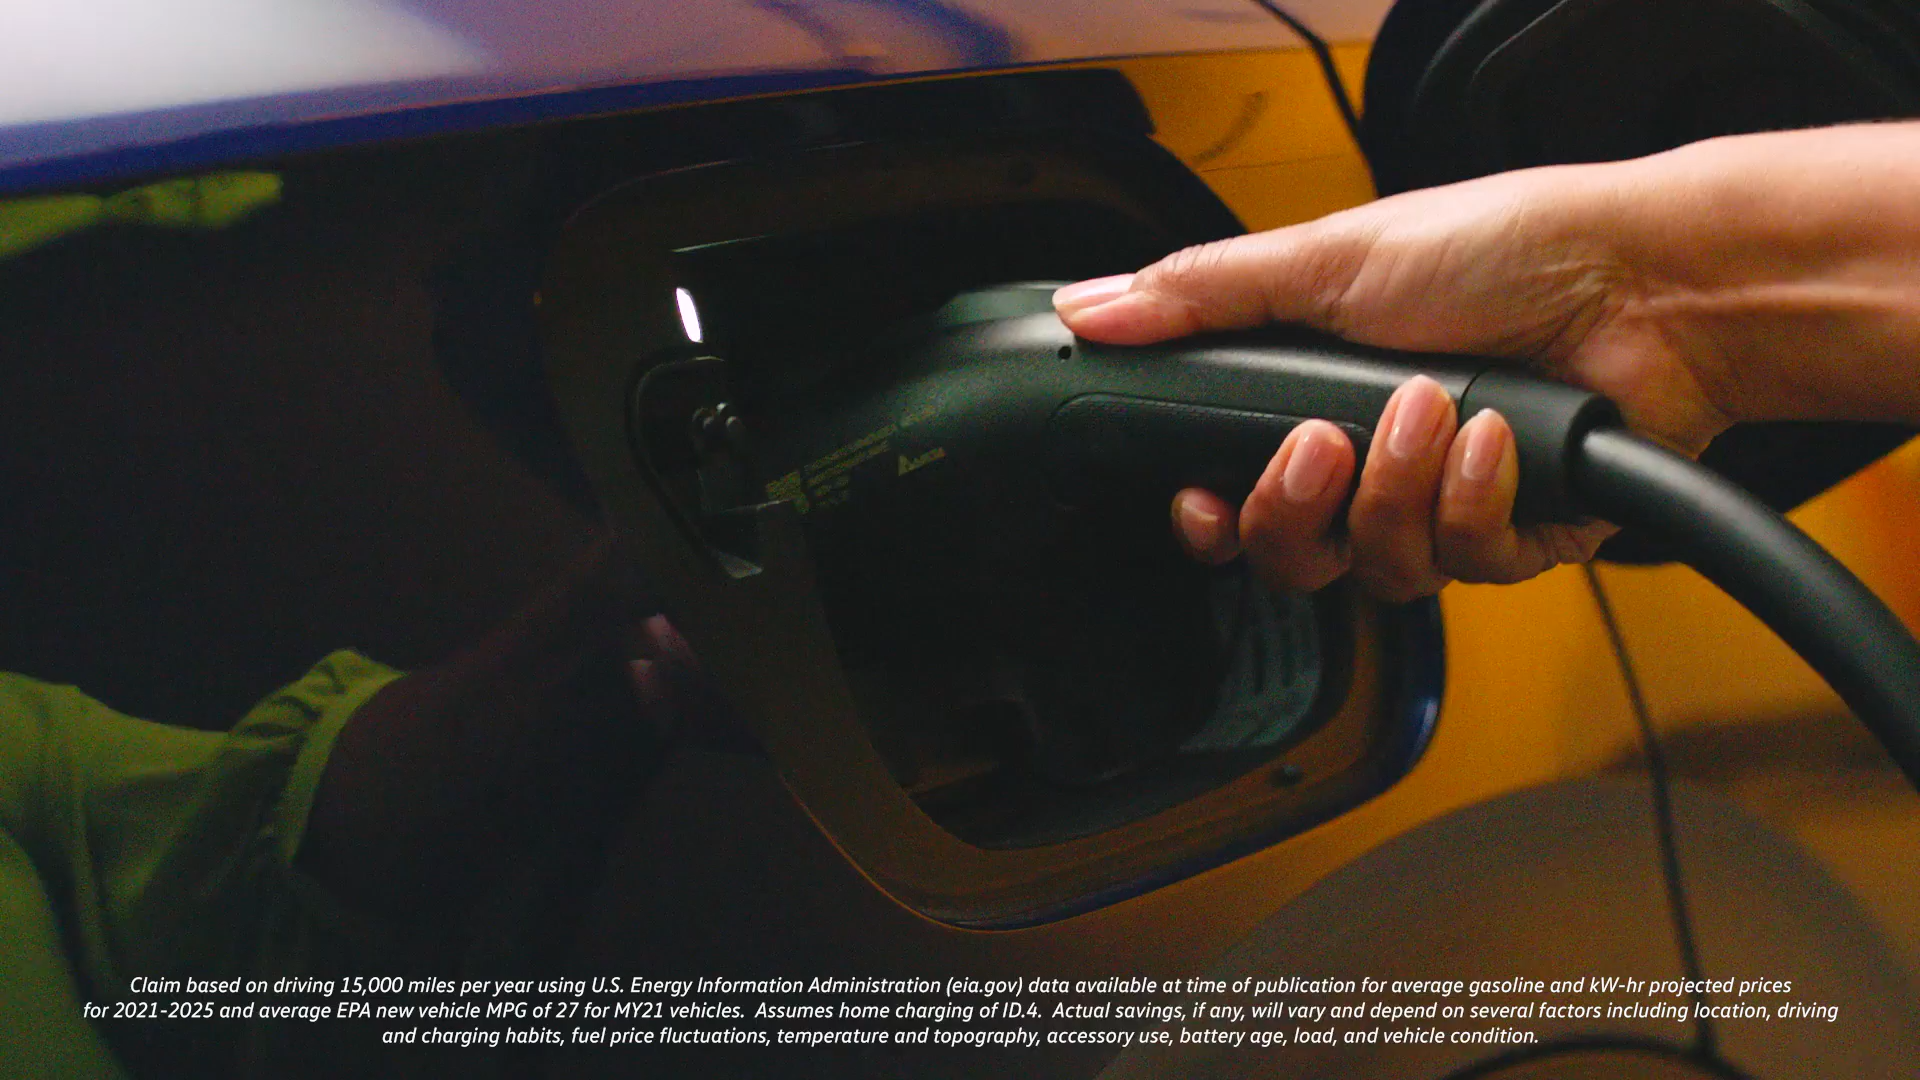 Claim based on driving 15,000 miles per year using U.S. Energy Information Administration (eia.gov) data available at time of publication for average gasoline and kW-hr projected prices
for 2021-2025 and average EPA new vehicle MPG of 27 for MY21 vehicles. Assumes home charging of ID.4. Actual savings, if any, will vary and depend on several factors including location, driving
and charging habits, fuel price fluctuations, temperature and topography, accessory use, battery age, load, and vehicle condition.